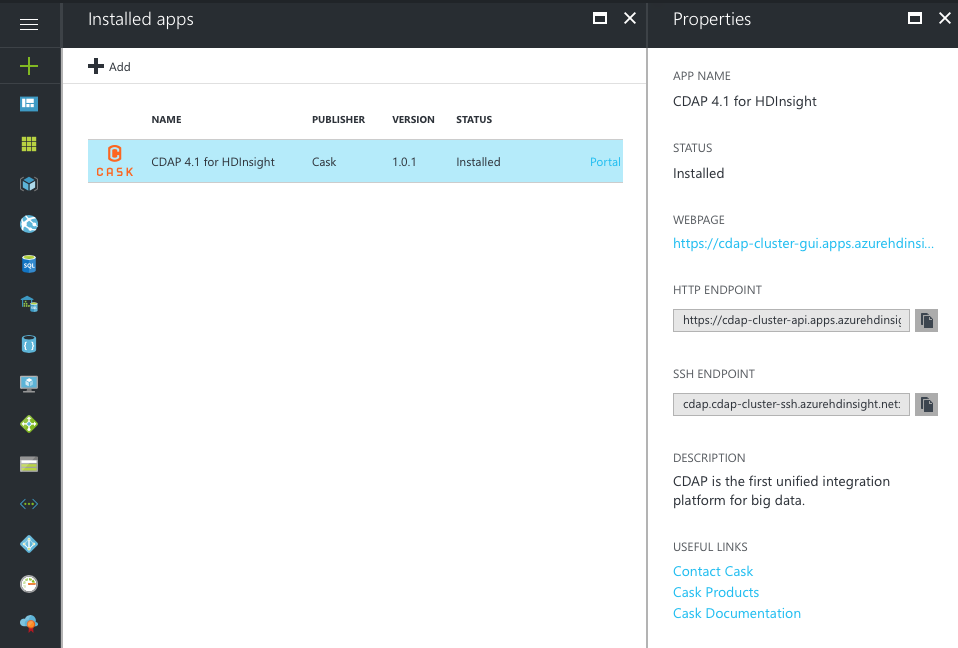 Installed apps
Add
NAME PUBLISHER VERSION STATUS
CASK CDAP 4.1 for HDInsight Cask 1.0.1 Installed Portal
SQL
Properties
APP NAME
CDAP 4.1 for HDInsight
STATUS
Installed
WEBPAGE
https://cdap-cluster-gui.apps.azurehdinsi...
HTTP ENDPOINT
https://cdap-cluster-api.apps.azurehdinsig
SSH ENDPOINT
cdap.cdap-cluster-ssh.azurehdinsight.net:
DESCRIPTION
CDAP is the first unified integration
platform for big data.
USEFUL LINKS
Contact Cask
Cask Products
Cask Documentation